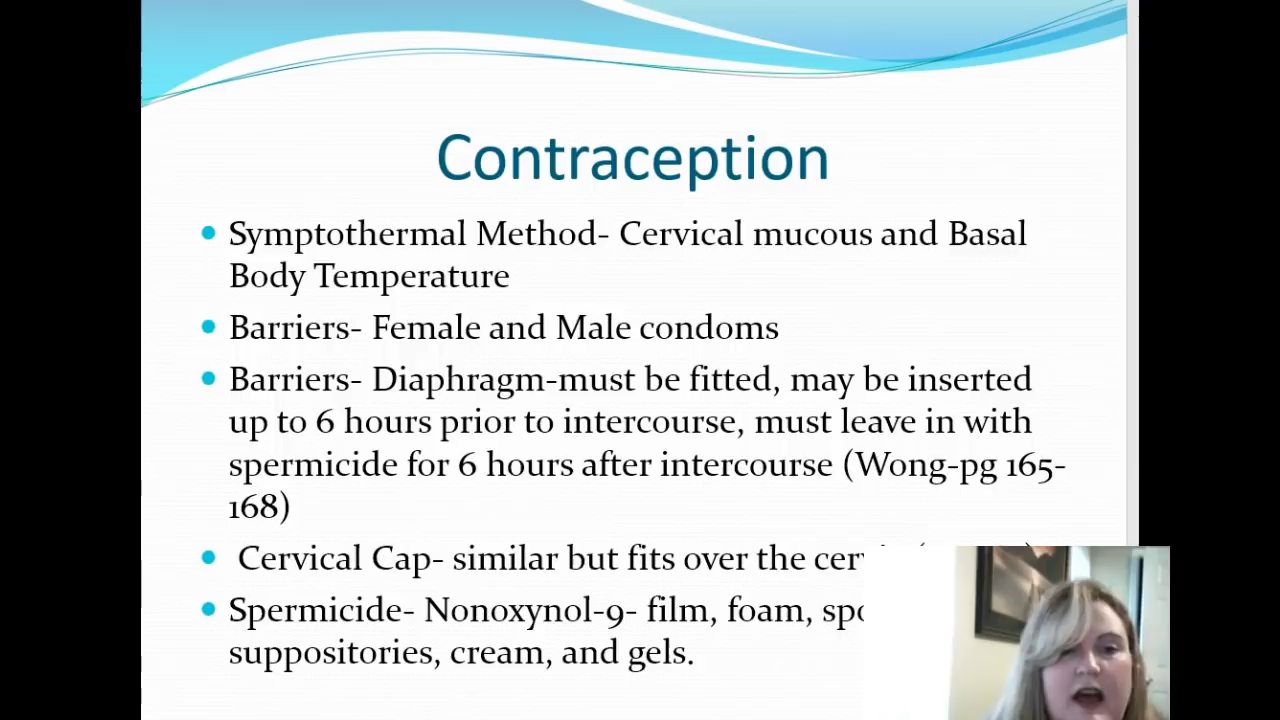 Contraception
Symptothermal Method- Cervical mucous and Basal
Body Temperature
Barriers- Female and Male condoms
Barriers- Diaphragm-must be fitted, may be inserted
up to 6 hours prior to intercourse, must leave in with
spermicide for 6 hours after intercourse (Wong-pg 165-
168)
Cervical Cap- similar but fits over the
Spermicide- Nonoxynol-9- film, foam,
suppositories, cream, and gels.